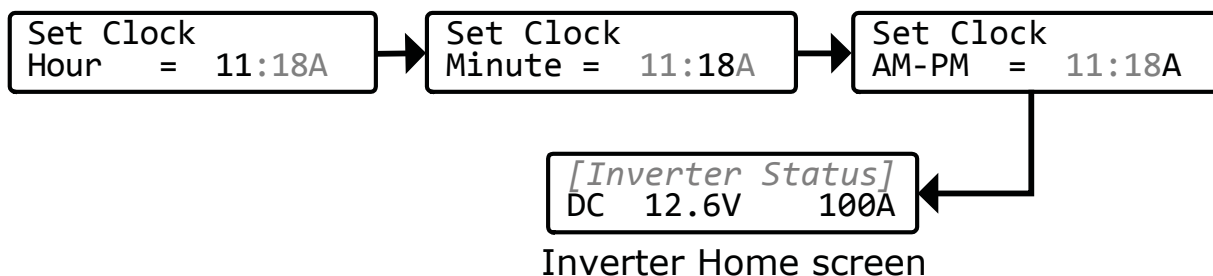 Set Clock
Hour   =  11:18A
Set Clock
Minute =  11:18A
Set Clock
AM-PM  =  11:18A
[Inverter Status]
DC  12.6V    100A
Inverter Home screen